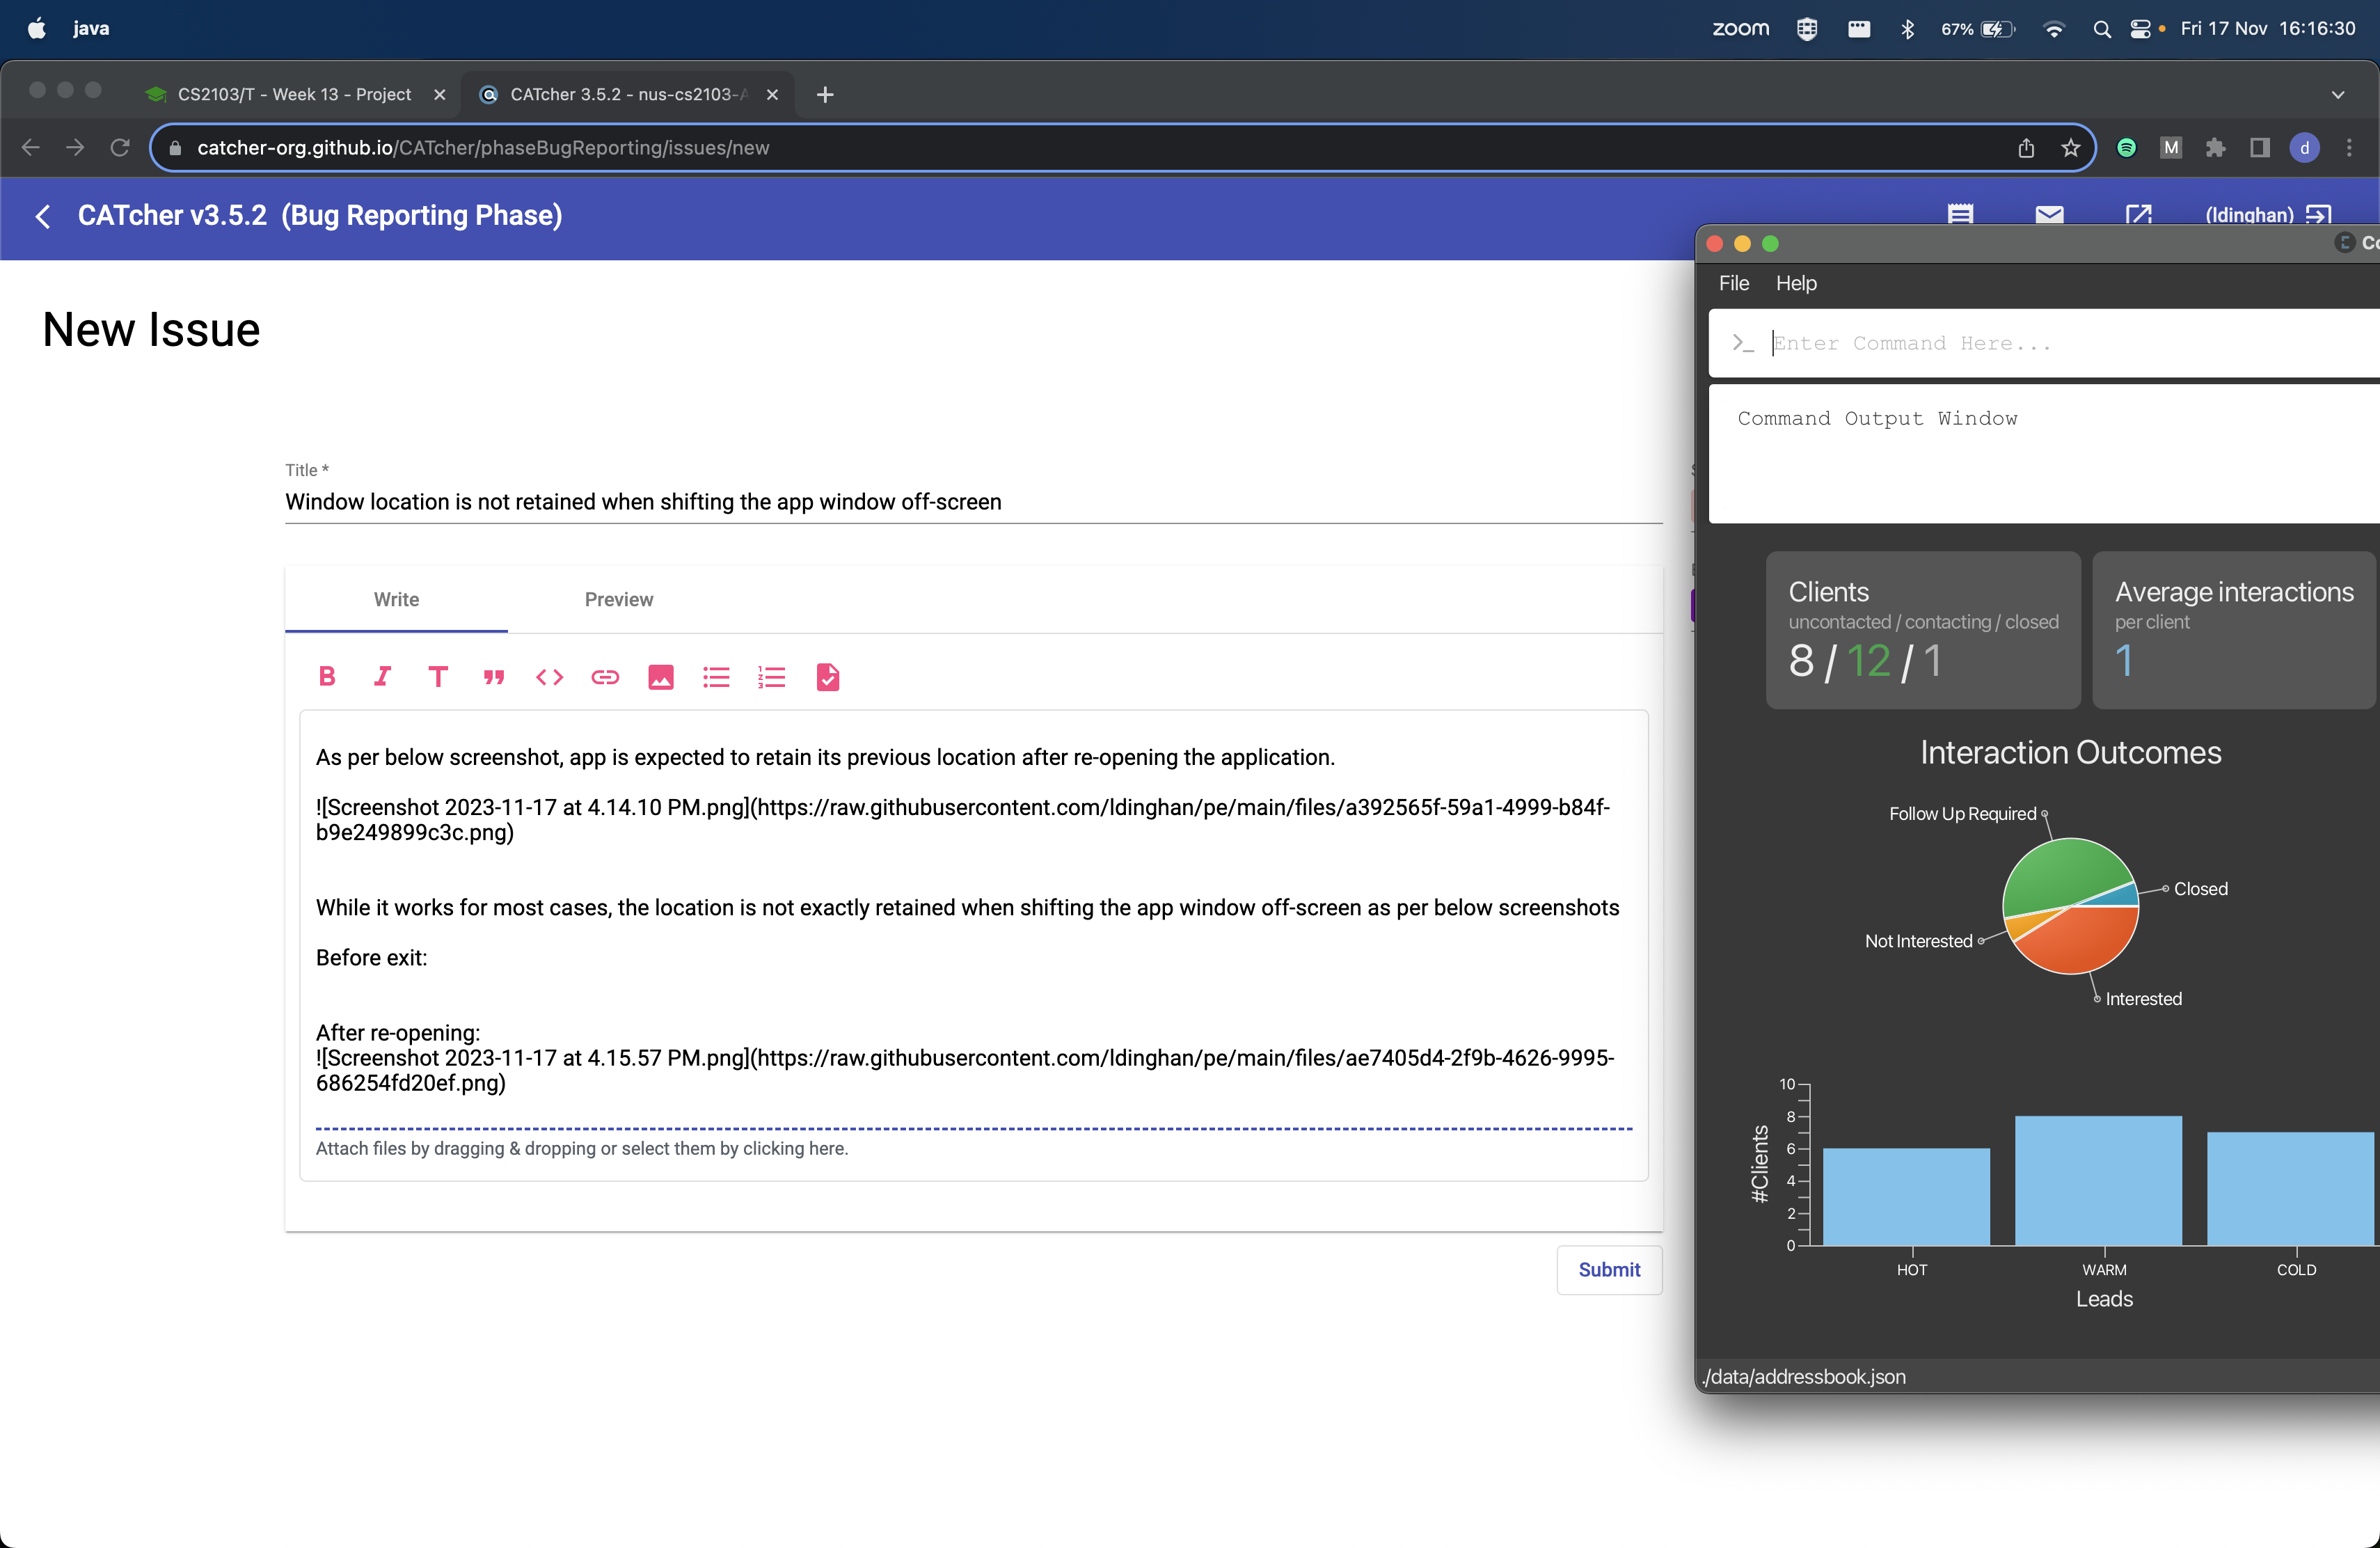 java
zoom
67%
Fri 17 Nov 16:16:30
CS2103/T - Week 13 - Project
CATcher 3.5.2 - nus-cs2103-A
catcher-org.github.io/CATcher/phaseBugReporting/issues/new
M
d
CATcher v3.5.2 (Bug Reporting Phase)
(ldinghan)
New Issue
Title *
Window location is not retained when shifting the app window off-screen
Write
Preview
As per below screenshot, app is expected to retain its previous location after re-opening the application.
![Screenshot 2023-11-17 at 4.14.10 PM.png](https://raw.githubusercontent.com/ldinghan/pe/main/files/a392565f-59a1-4999-b84f-
b9e249899c3c.png)
While it works for most cases, the location is not exactly retained when shifting the app window off-screen as per below screenshots
Before exit:
After re-opening:
![Screenshot 2023-11-17 at 4.15.57 PM.png](https://raw.githubusercontent.com/ldinghan/pe/main/files/ae7405d4-2f9b-4626-9995-
686254fd20ef.png)
Attach files by dragging & dropping or select them by clicking here.
Submit
File
Help
Enter Command Here...
Command Output Window
Clients
uncontacted / contacting / closed
8 / 12 / 1
Average interactions
per client
1
Interaction Outcomes
Follow Up Required
Closed
Not Interested
Interested
10
8
6
4
2
0
#Clients
HOT
WARM
COLD
Leads
./data/addressbook.json